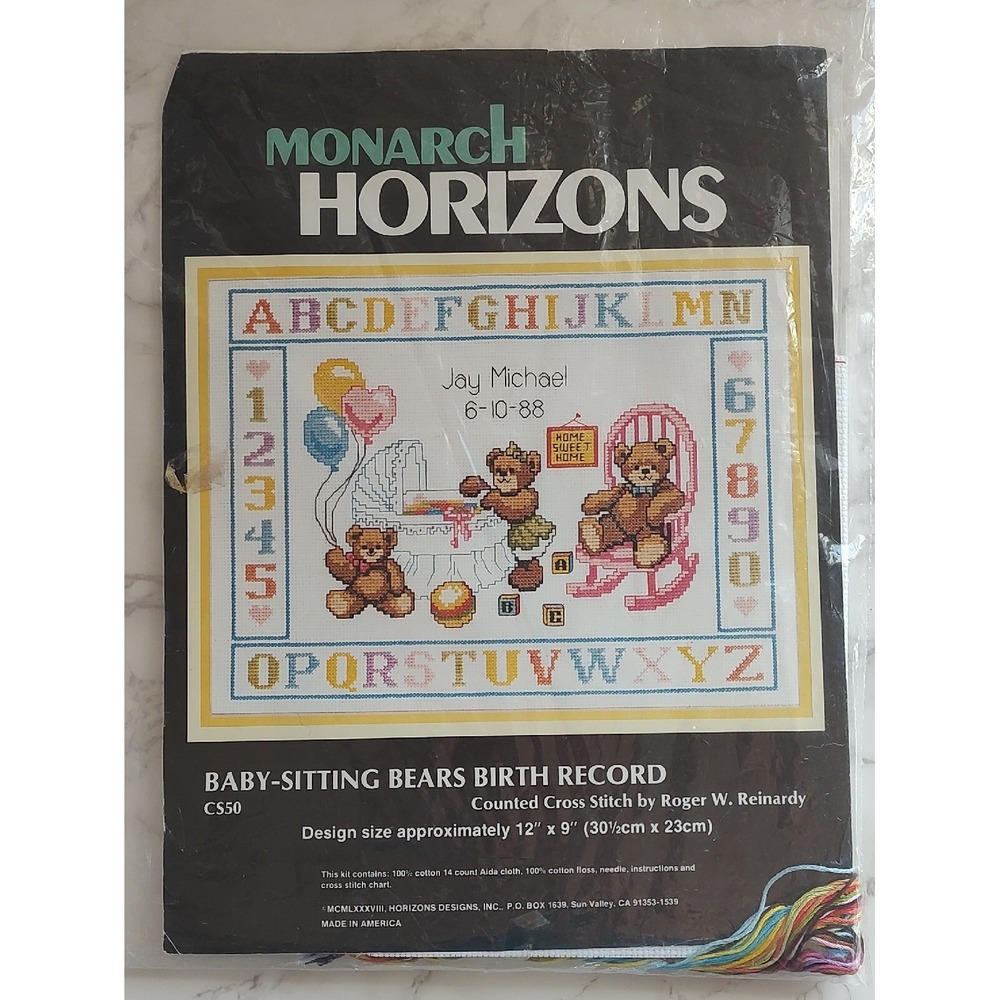 MONARCH
HORIZONS
ABCDEFGHIJKLMN
Jay Michael
6-10-88
HOME
SWEET
HOME
1
2
3
4
5
6
7
8
9
0
A
B
C
OPQRSTUVWXYZ
BABY-SITTING BEARS BIRTH RECORD
CS50
Counted Cross Stitch by Roger W. Reinardy
Design size approximately 12" x 9" (30½cm x 23cm)
This kit contains: 100% cotton 14 count Aida cloth, 100% cotton floss, needle, instructions and
cross stitch chart.
©MCMLXXXVIII, HORIZONS DESIGNS, INC., P.O. BOX 1639, Sun Valley, CA 91353-1539
MADE IN AMERICA